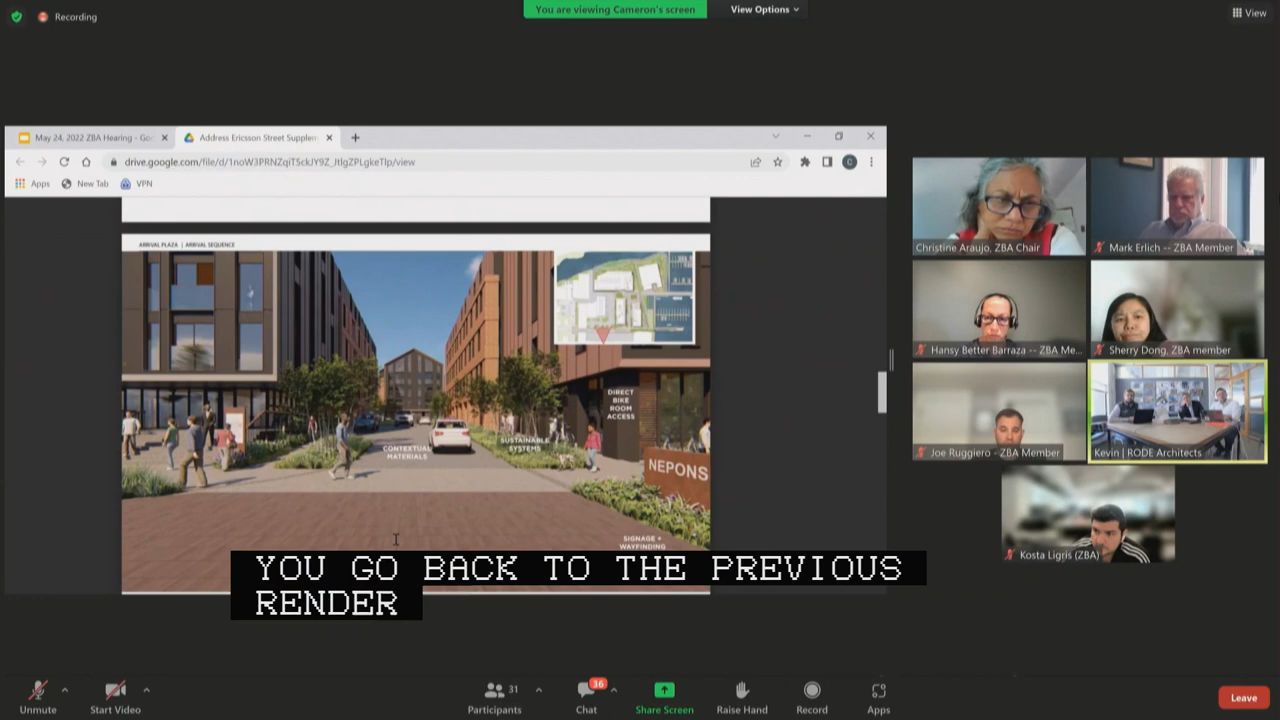 Recording
You are viewing Cameron's screen
View Options
View
May 24, 2022 ZBA Hearing - Goo
Address Ericsson Street Supplem
drive.google.com/file/d/1noW3PRNZqiTSckJY9Z_JtlgZPLgkeTlp/view
Apps
New Tab
VPN
ARRIVAL PLAZA | ARRIVAL SEQUENCE
DIRECT
BIKE
ROOM
ACCESS
CONTEXTUAL
MATERIALS
SUSTAINABLE
SYSTEMS
NEPONS
SIGNAGE +
WAYFINDING
YOU GO BACK TO THE PREVIOUS
RENDER
Christine Araujo, ZBA Chair
Mark Erlich -- ZBA Member
Hansy Better Barraza -- ZBA Me...
Sherry Dong, ZBA member
Joe Ruggiero - ZBA Member
Kevin | RODE Architects
Kosta Ligris (ZBA)
Unmute
Start Video
Participants
31
Chat
36
Share Screen
Raise Hand
Record
Apps
Leave